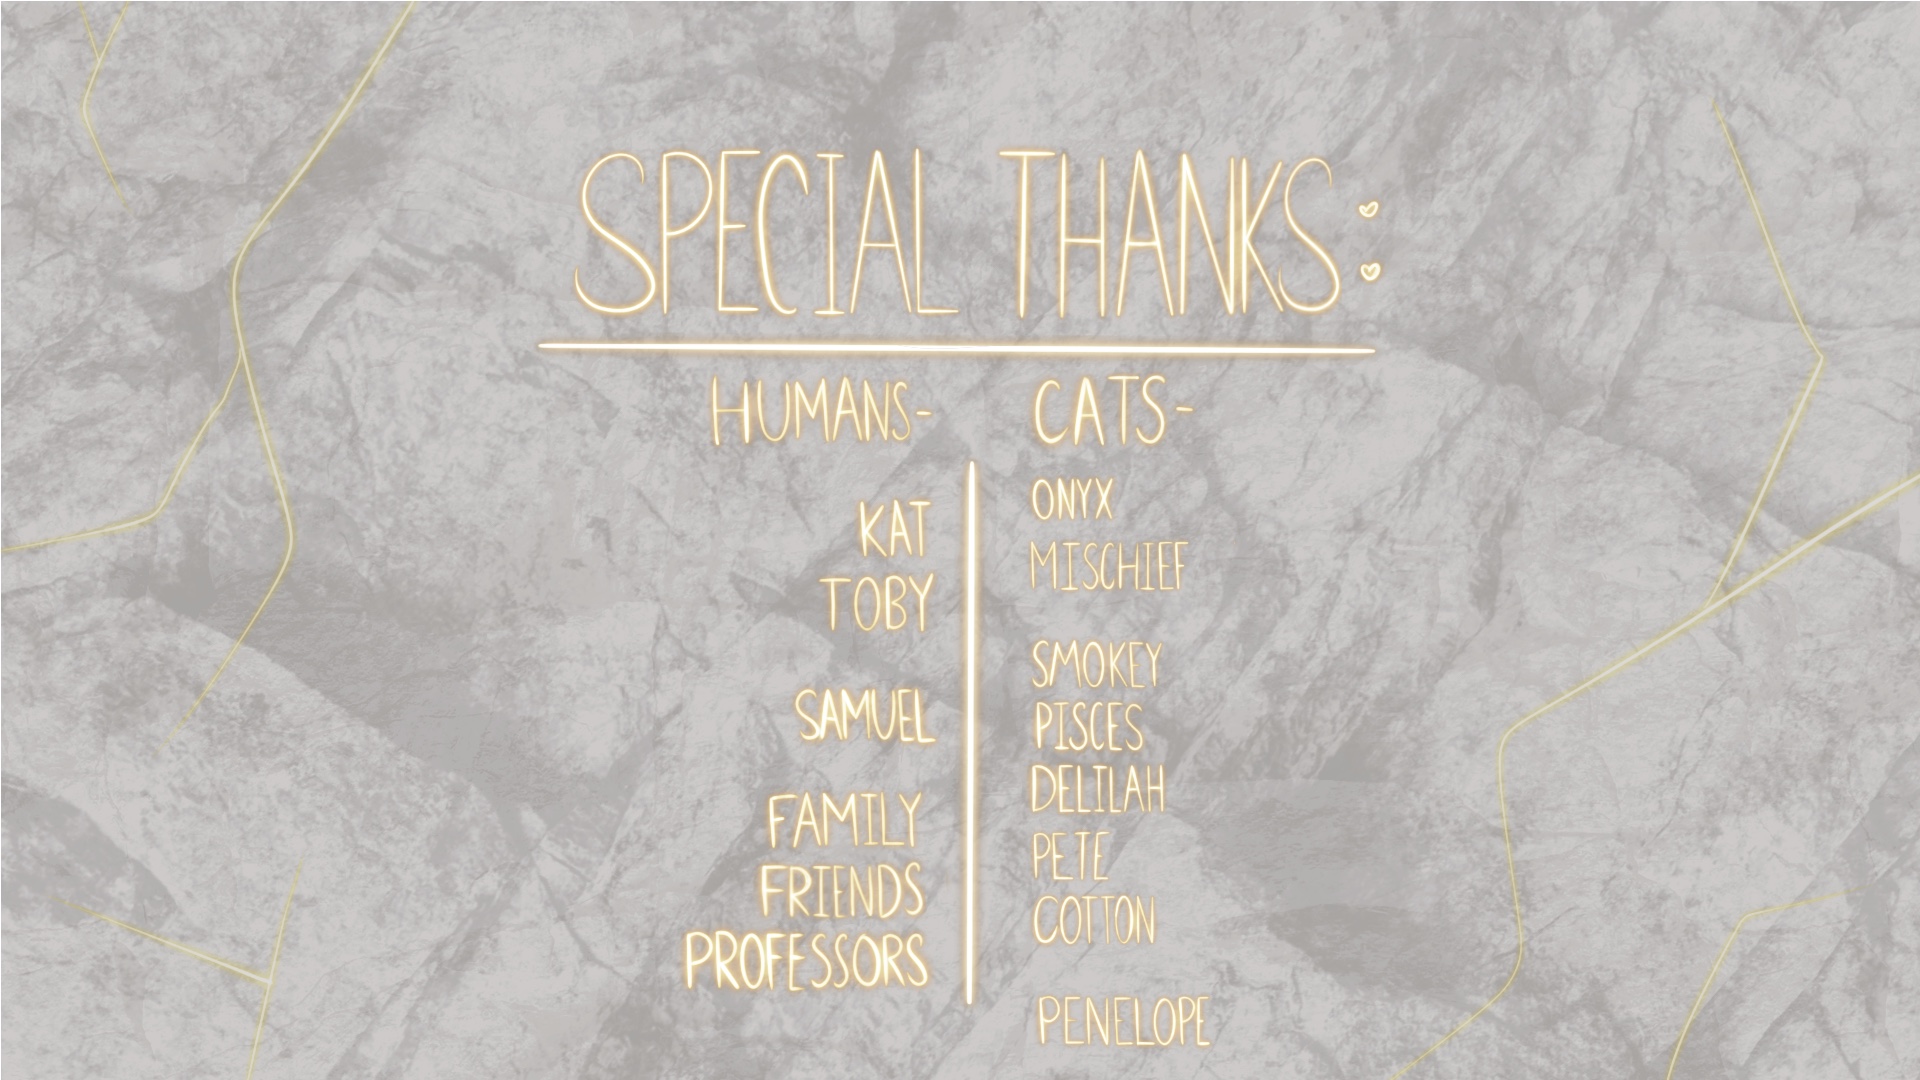 SPECIAL THANKS:
HUMANS-
KAT
TOBY
SAMUEL
FAMILY
FRIENDS
PROFESSORS
CATS-
ONYX
MISCHIEF
SMOKEY
PISCES
DELILAH
PETE
COTTON
PENELOPE